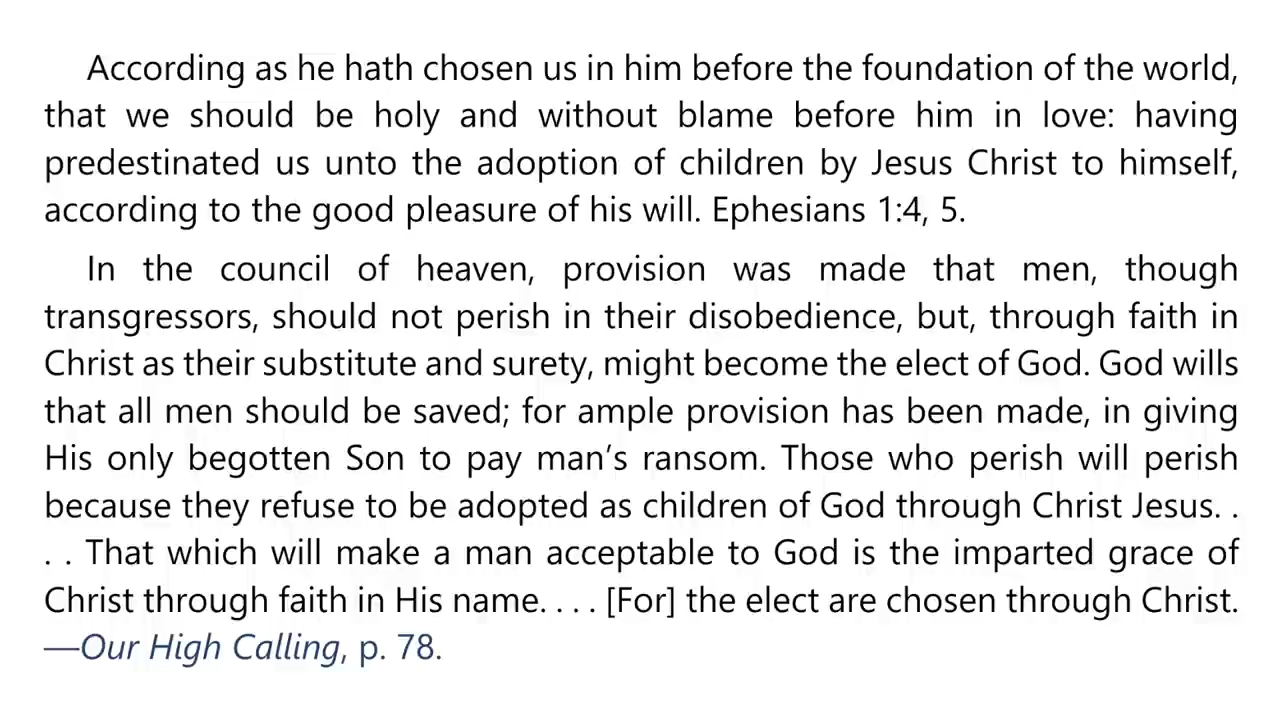 According as he hath chosen us in him before the foundation of the world,
that we should be holy and without blame before him in love: having
predestinated us unto the adoption of children by Jesus Christ to himself,
according to the good pleasure of his will. Ephesians 1:4, 5.
In the council of heaven, provision was made that men, though
transgressors, should not perish in their disobedience, but, through faith in
Christ as their substitute and surety, might become the elect of God. God wills
that all men should be saved; for ample provision has been made, in giving
His only begotten Son to pay man’s ransom. Those who perish will perish
because they refuse to be adopted as children of God through Christ Jesus. .
. . That which will make a man acceptable to God is the imparted grace of
Christ through faith in His name. . . . [For] the elect are chosen through Christ.
—Our High Calling, p. 78.